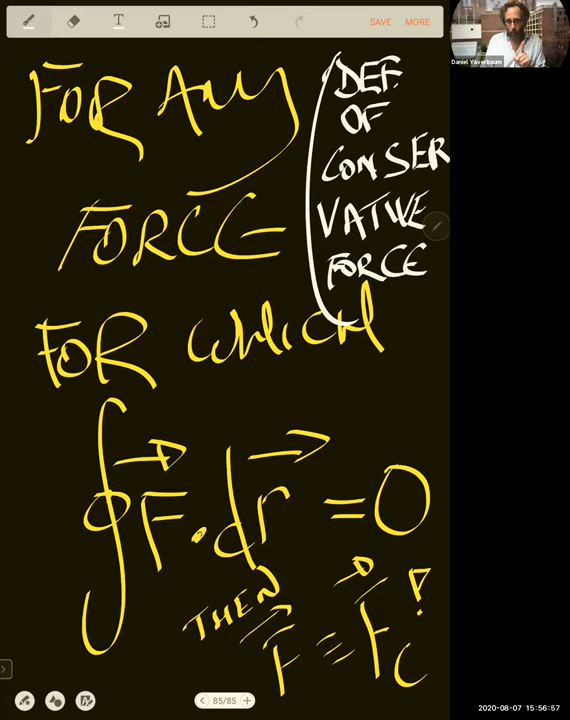 T
SAVE
MORE
Daniel Yaverbaum
FOR ANY
FORCE
FOR WHICH
∮ F⃗ · dr⃗ = 0
THEN
F⃗ ≡ F⃗c!
DEF.
OF
CONSER
VATIVE
FORCE
85/85
2020-08-07 15:56:57